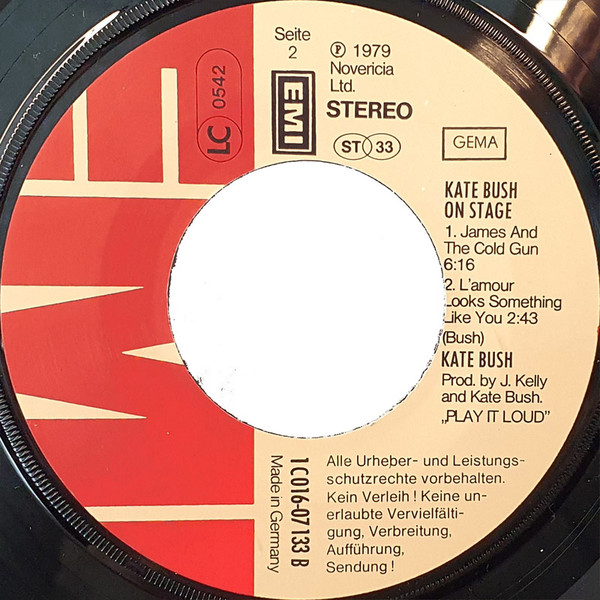 Seite
2
℗ 1979
Novericia
Ltd.
STEREO
EMI
LC 0542
ST 33
GEMA
KATE BUSH
ON STAGE
1. James And
The Cold Gun
6:16
2. L'amour
Looks Something
Like You 2:43
(Bush)
KATE BUSH
Prod. by J. Kelly
and Kate Bush.
„PLAY IT LOUD”
1C 016-07 133 B
Made in Germany
Alle Urheber- und Leistungs-
schutzrechte vorbehalten.
Kein Verleih! Keine un-
erlaubte Vervielfälti-
gung, Verbreitung,
Aufführung,
Sendung!
EMI